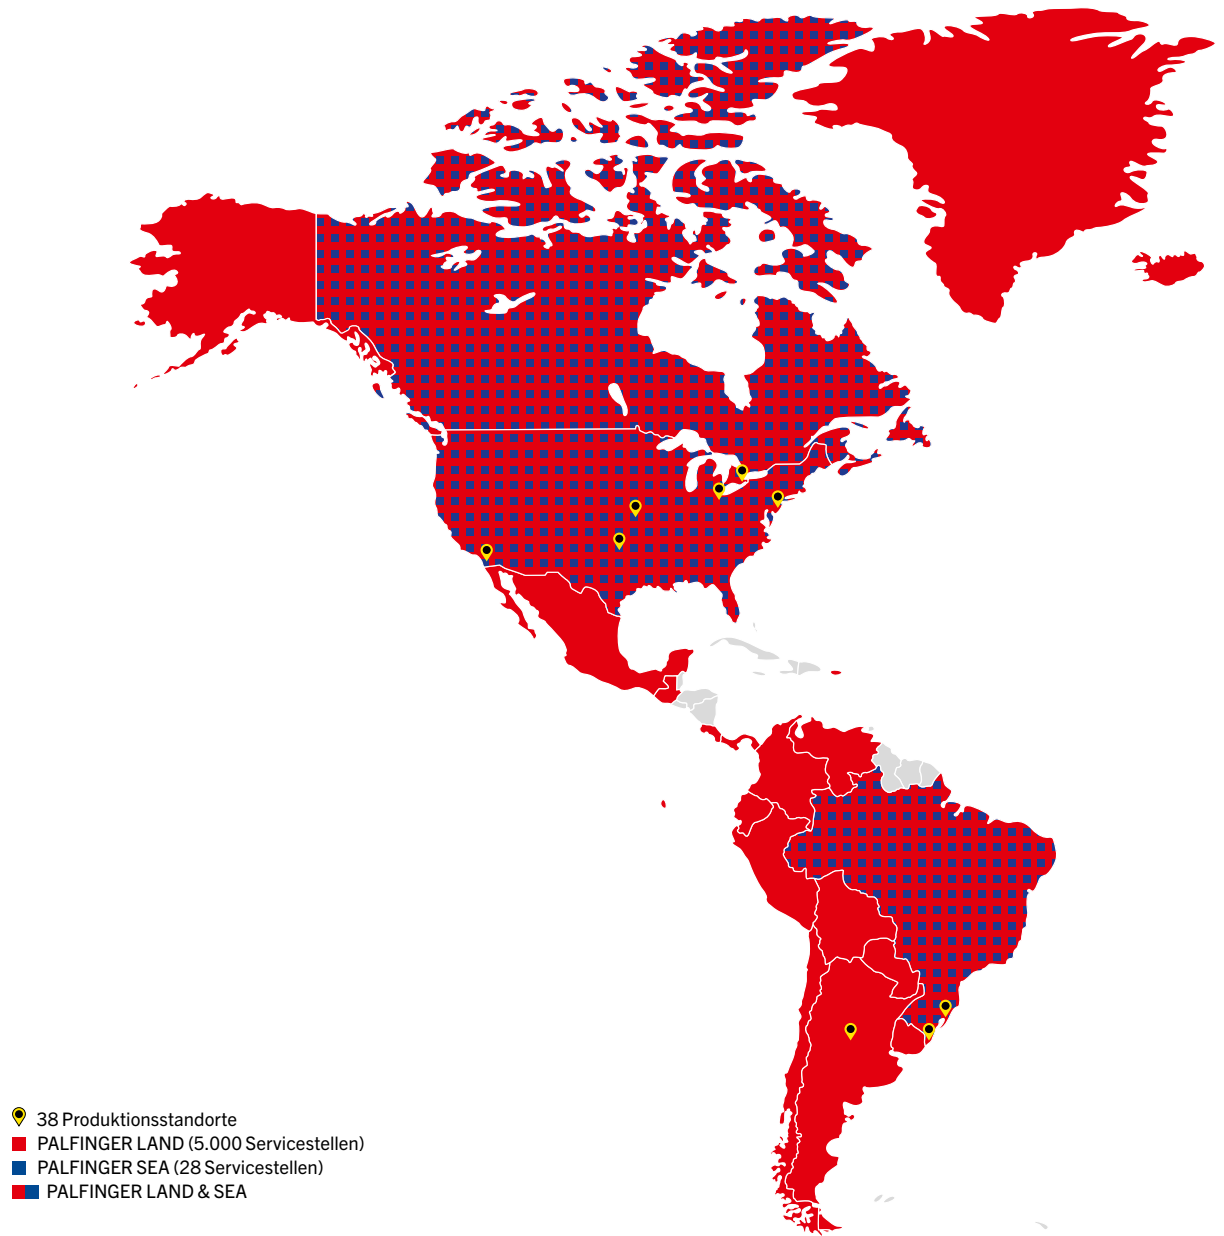 38 Produktionsstandorte
PALFINGER LAND (5.000 Servicestellen)
PALFINGER SEA (28 Servicestellen)
PALFINGER LAND & SEA